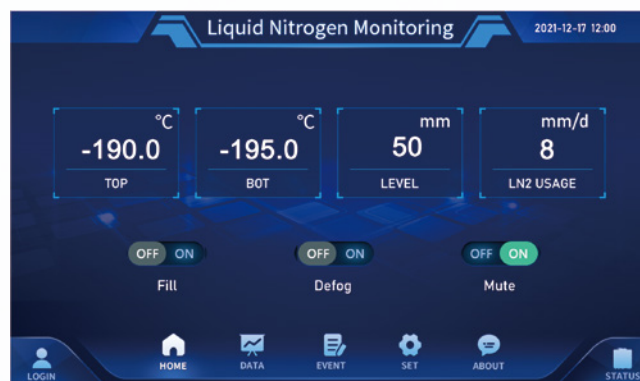 Liquid Nitrogen Monitoring
2021-12-17 12:00
°C °C mm mm/d
-190.0 -195.0 50 8
TOP BOT LEVEL LN2 USAGE
OFF ON OFF ON OFF ON
Fill Defog Mute
HOME DATA EVENT SET ABOUT
LOGIN STATUS